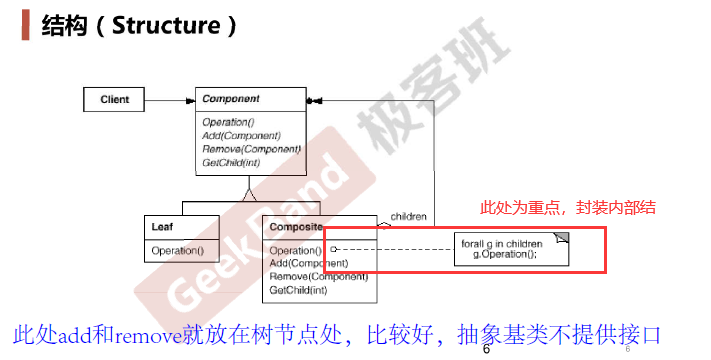 结构（Structure）
Client
Component
Operation()
Add(Component)
Remove(Component)
GetChild(int)
children
此处为重点，封装内部结
Leaf
Operation()
Composite
Operation()
Add(Component)
Remove(Component)
GetChild(int)
forall g in children
g.Operation();
GeekBand 极客班
此处add和remove就放在树节点处，比较好，抽象基类不提供接口
6
6